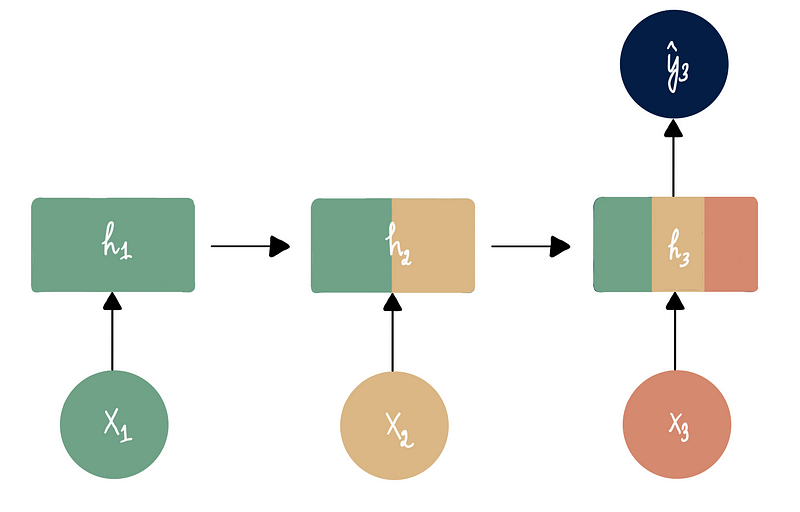 ŷ₃
h₁
h₂
h₃
x₁
x₂
x₃